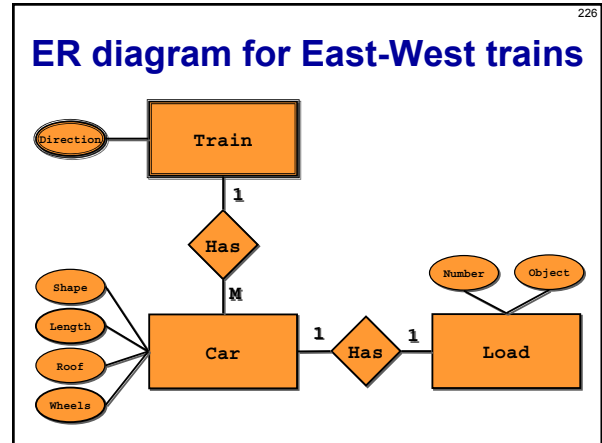 226
ER diagram for East-West trains
Direction
Train
1
Has
M
Shape
Length
Roof
Wheels
Car
1
Has
1
Number
Object
Load